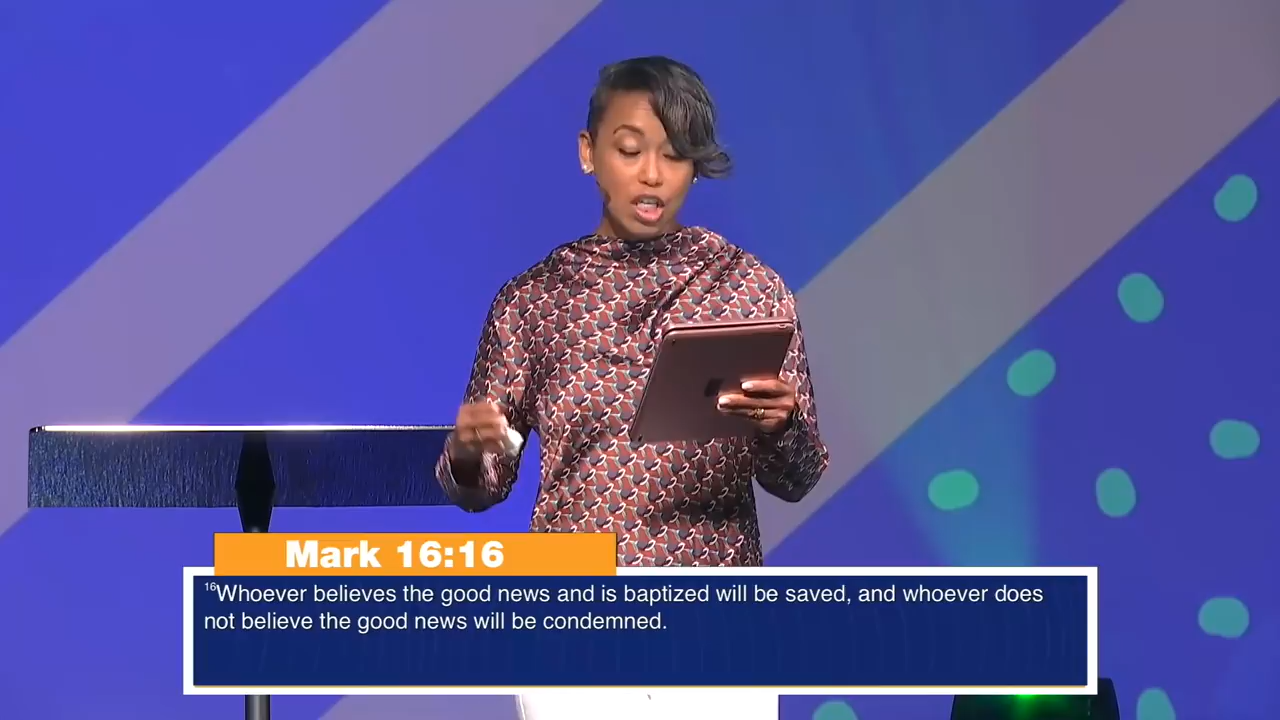 Mark 16:16
16Whoever believes the good news and is baptized will be saved, and whoever does
not believe the good news will be condemned.